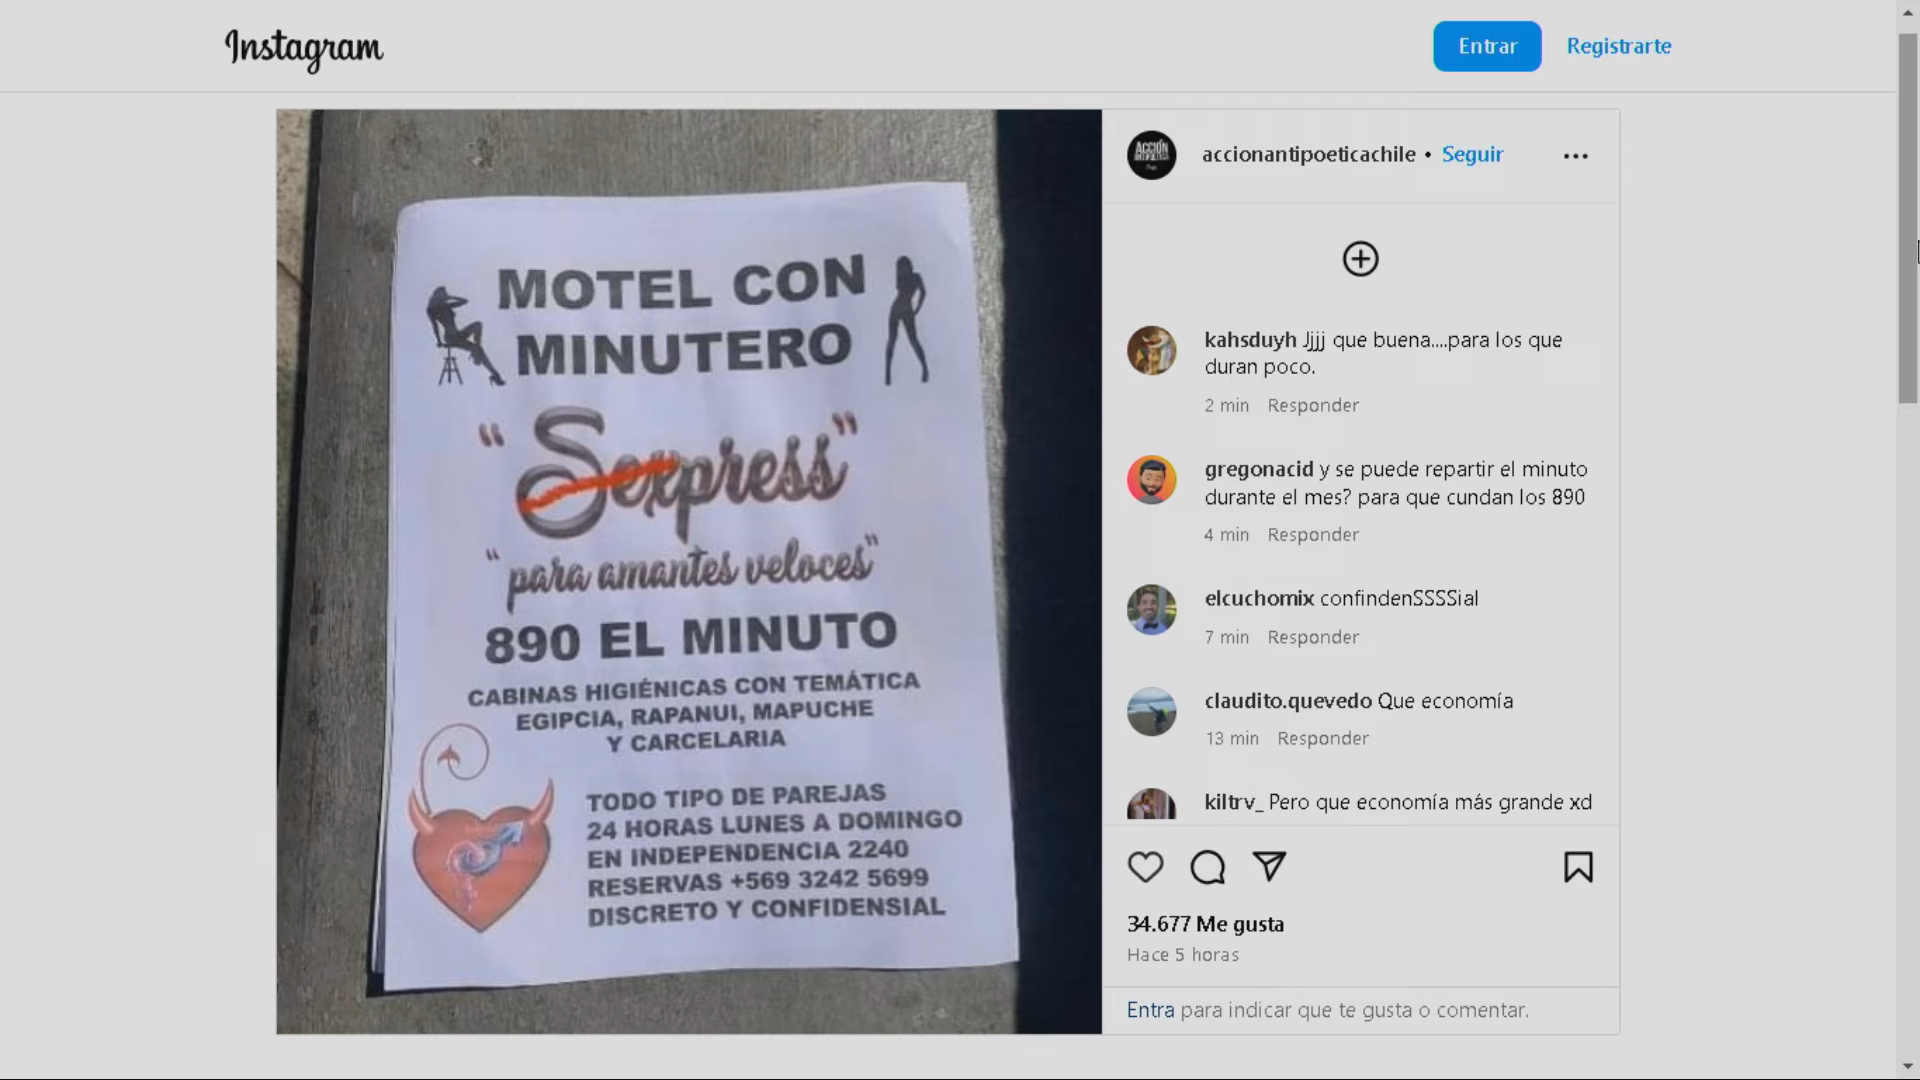 Instagram
Entrar
Registrarte
MOTEL CON
MINUTERO
"Sexpress"
"para amantes veloces"
890 EL MINUTO
CABINAS HIGIÉNICAS CON TEMÁTICA
EGIPCIA, RAPANUI, MAPUCHE
Y CARCELARIA
TODO TIPO DE PAREJAS
24 HORAS LUNES A DOMINGO
EN INDEPENDENCIA 2240
RESERVAS +569 3242 5699
DISCRETO Y CONFIDENSIAL
ACCIÓN
accionantipoeticachile • Seguir
kahsduyh Jjjj que buena....para los que
duran poco.
2 min Responder
gregonacid y se puede repartir el minuto
durante el mes? para que cundan los 890
4 min Responder
elcuchomix confindenSSSSial
7 min Responder
claudito.quevedo Que economía
13 min Responder
kiltrv_ Pero que economía más grande xd
34.677 Me gusta
Hace 5 horas
Entra para indicar que te gusta o comentar.